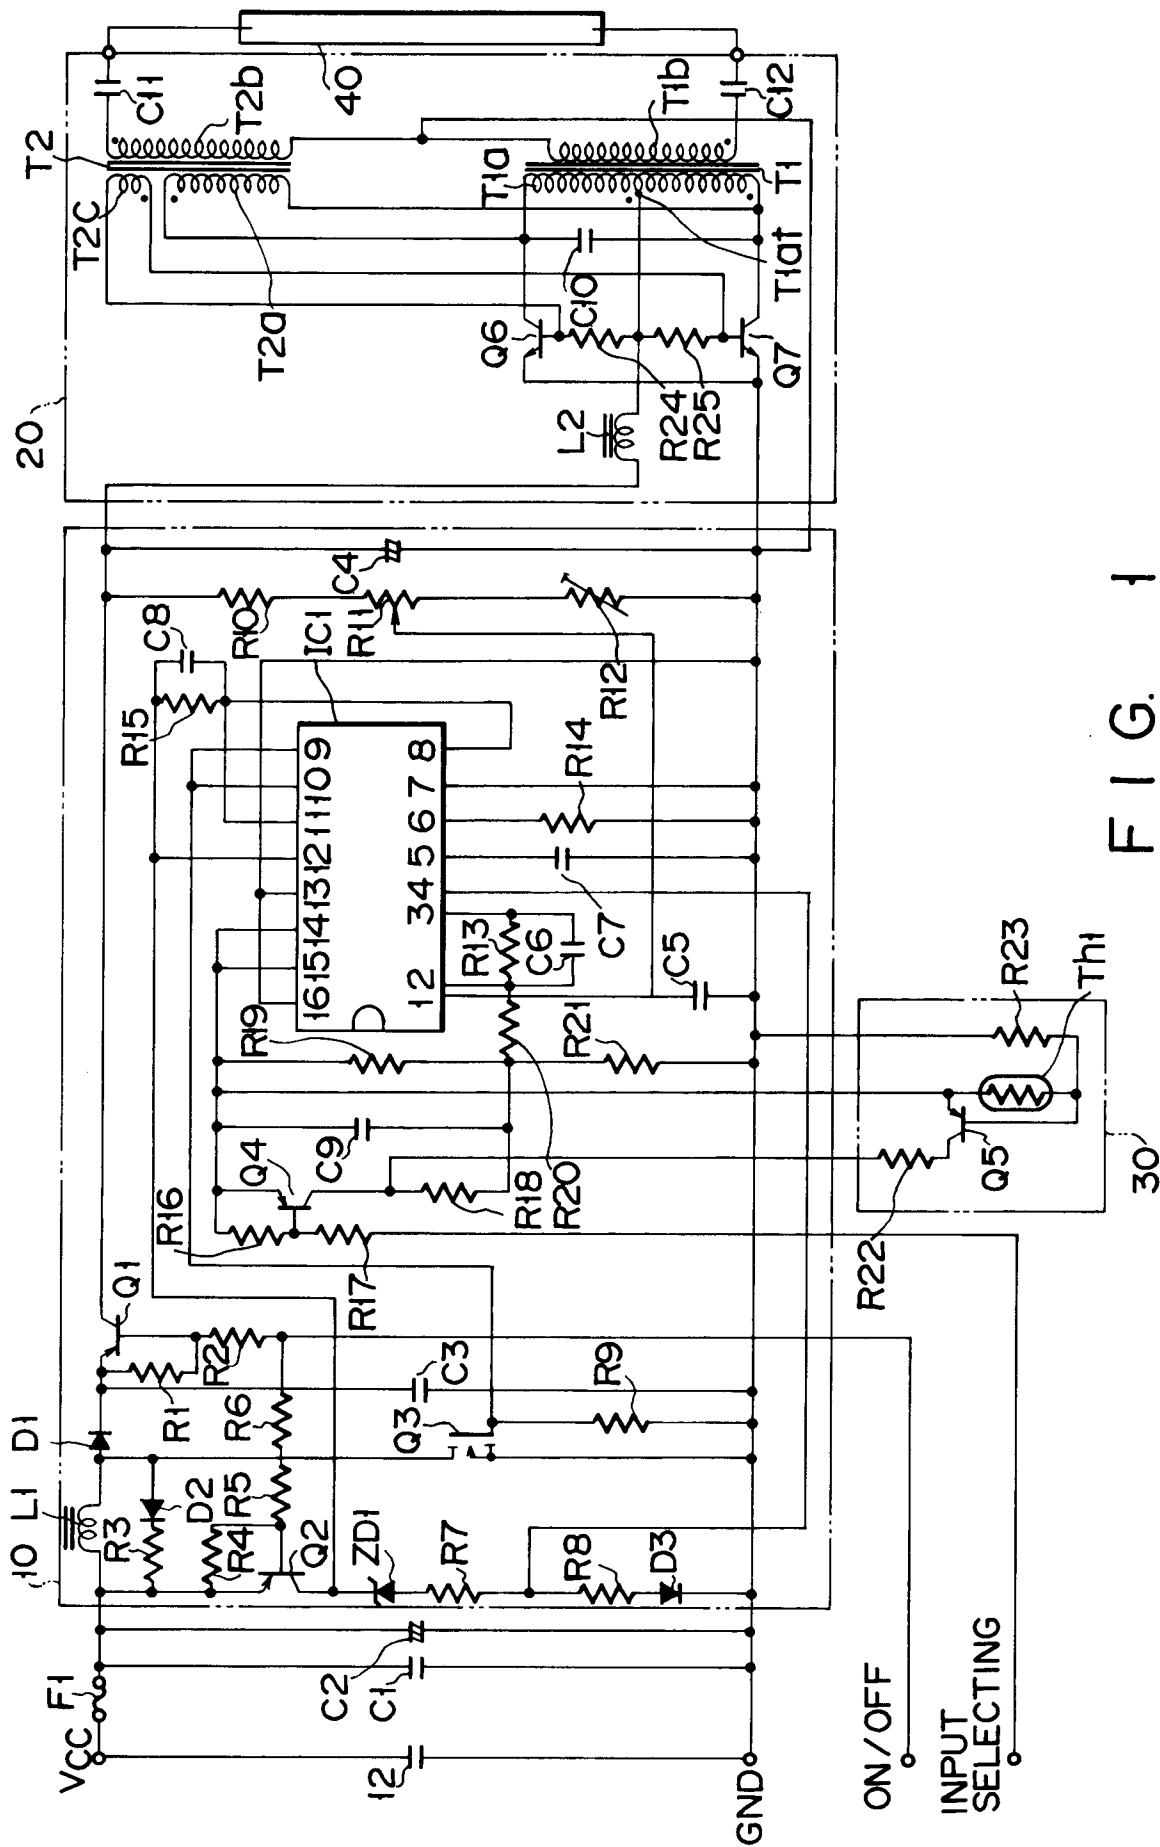 10
L1
D1
Q1
R15
C8
20
T2
T2C
T2b
C11
T2a
40
T1a
T1b
C12
T1
T1at
C10
Q6
Q7
L2
R24
R25
C4
R10
R11
R12
IC1
16 15 14 13 12 11 10 9
1 2 3 4 5 6 7 8
R14
C7
C6
R13
C5
R19
R21
R20
R18
C9
Q4
R16
R17
R1
R2
R6
R5
R4
R3
D2
Q2
ZD1
R7
R8
D3
Q3
C3
R9
C2
C1
F1
VCC
12
GND
ON/OFF
INPUT
SELECTING
R22
Q5
Th1
R23
30
FIG. 1